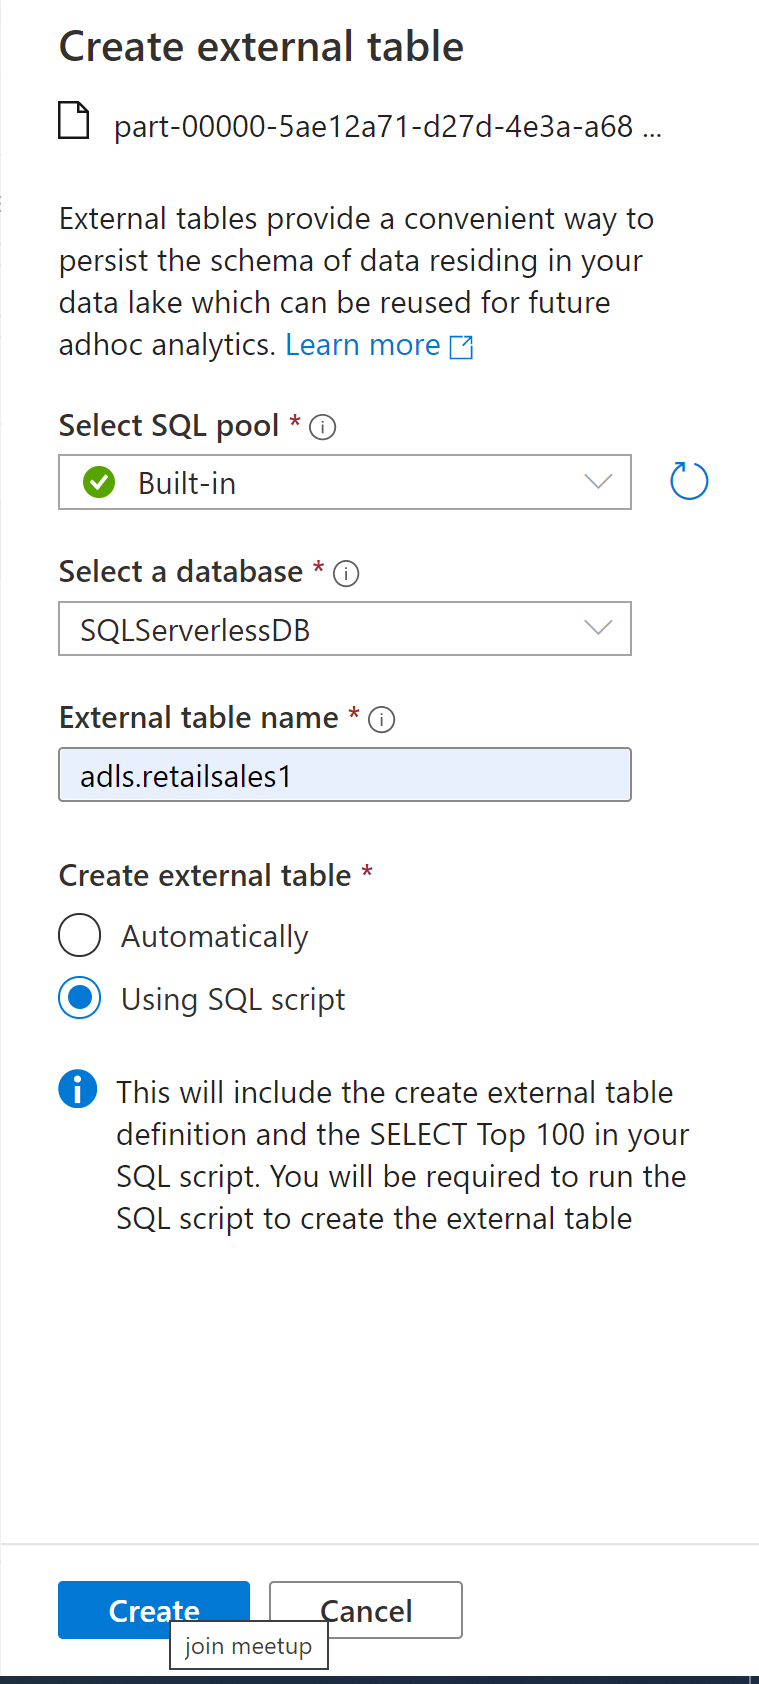 Create external table
part-00000-5ae12a71-d27d-4e3a-a68 ...
External tables provide a convenient way to
persist the schema of data residing in your
data lake which can be reused for future
adhoc analytics. Learn more
Select SQL pool *
Built-in
Select a database *
SQLServerlessDB
External table name *
adls.retailsales1
Create external table *
Automatically
Using SQL script
This will include the create external table
definition and the SELECT Top 100 in your
SQL script. You will be required to run the
SQL script to create the external table
Create Cancel
join meetup